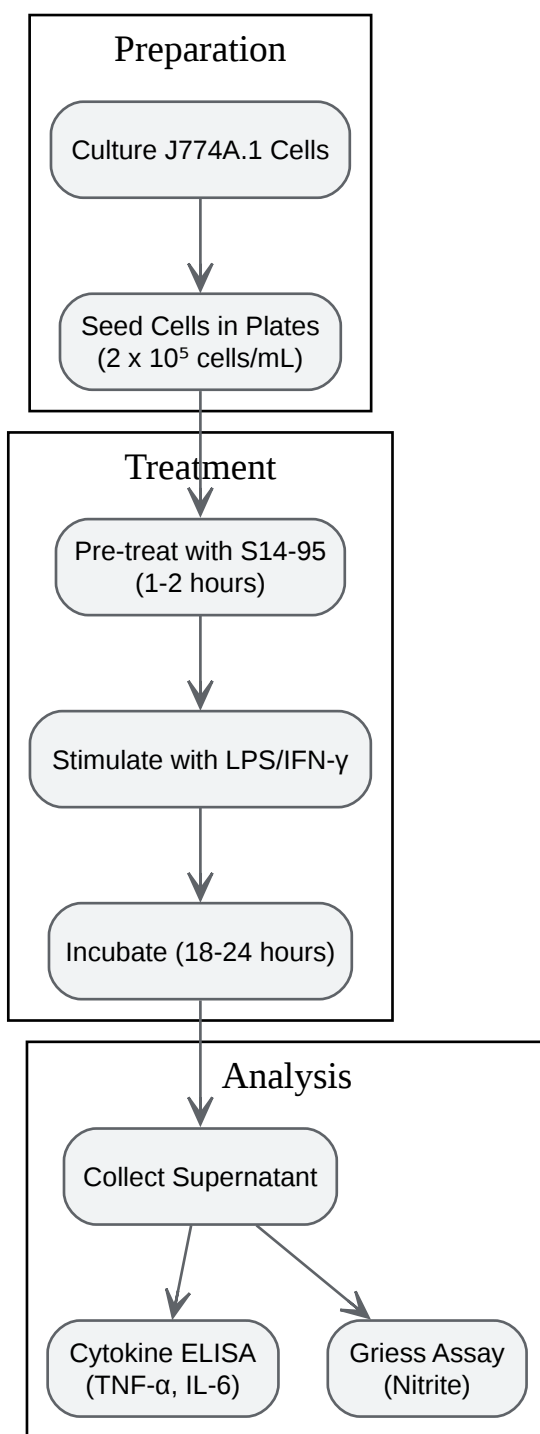 Preparation
Culture J774A.1 Cells
Seed Cells in Plates
(2 x 10⁵ cells/mL)
Treatment
Pre-treat with S14-95
(1-2 hours)
Stimulate with LPS/IFN-γ
Incubate (18-24 hours)
Analysis
Collect Supernatant
Cytokine ELISA
(TNF-α, IL-6)
Griess Assay
(Nitrite)